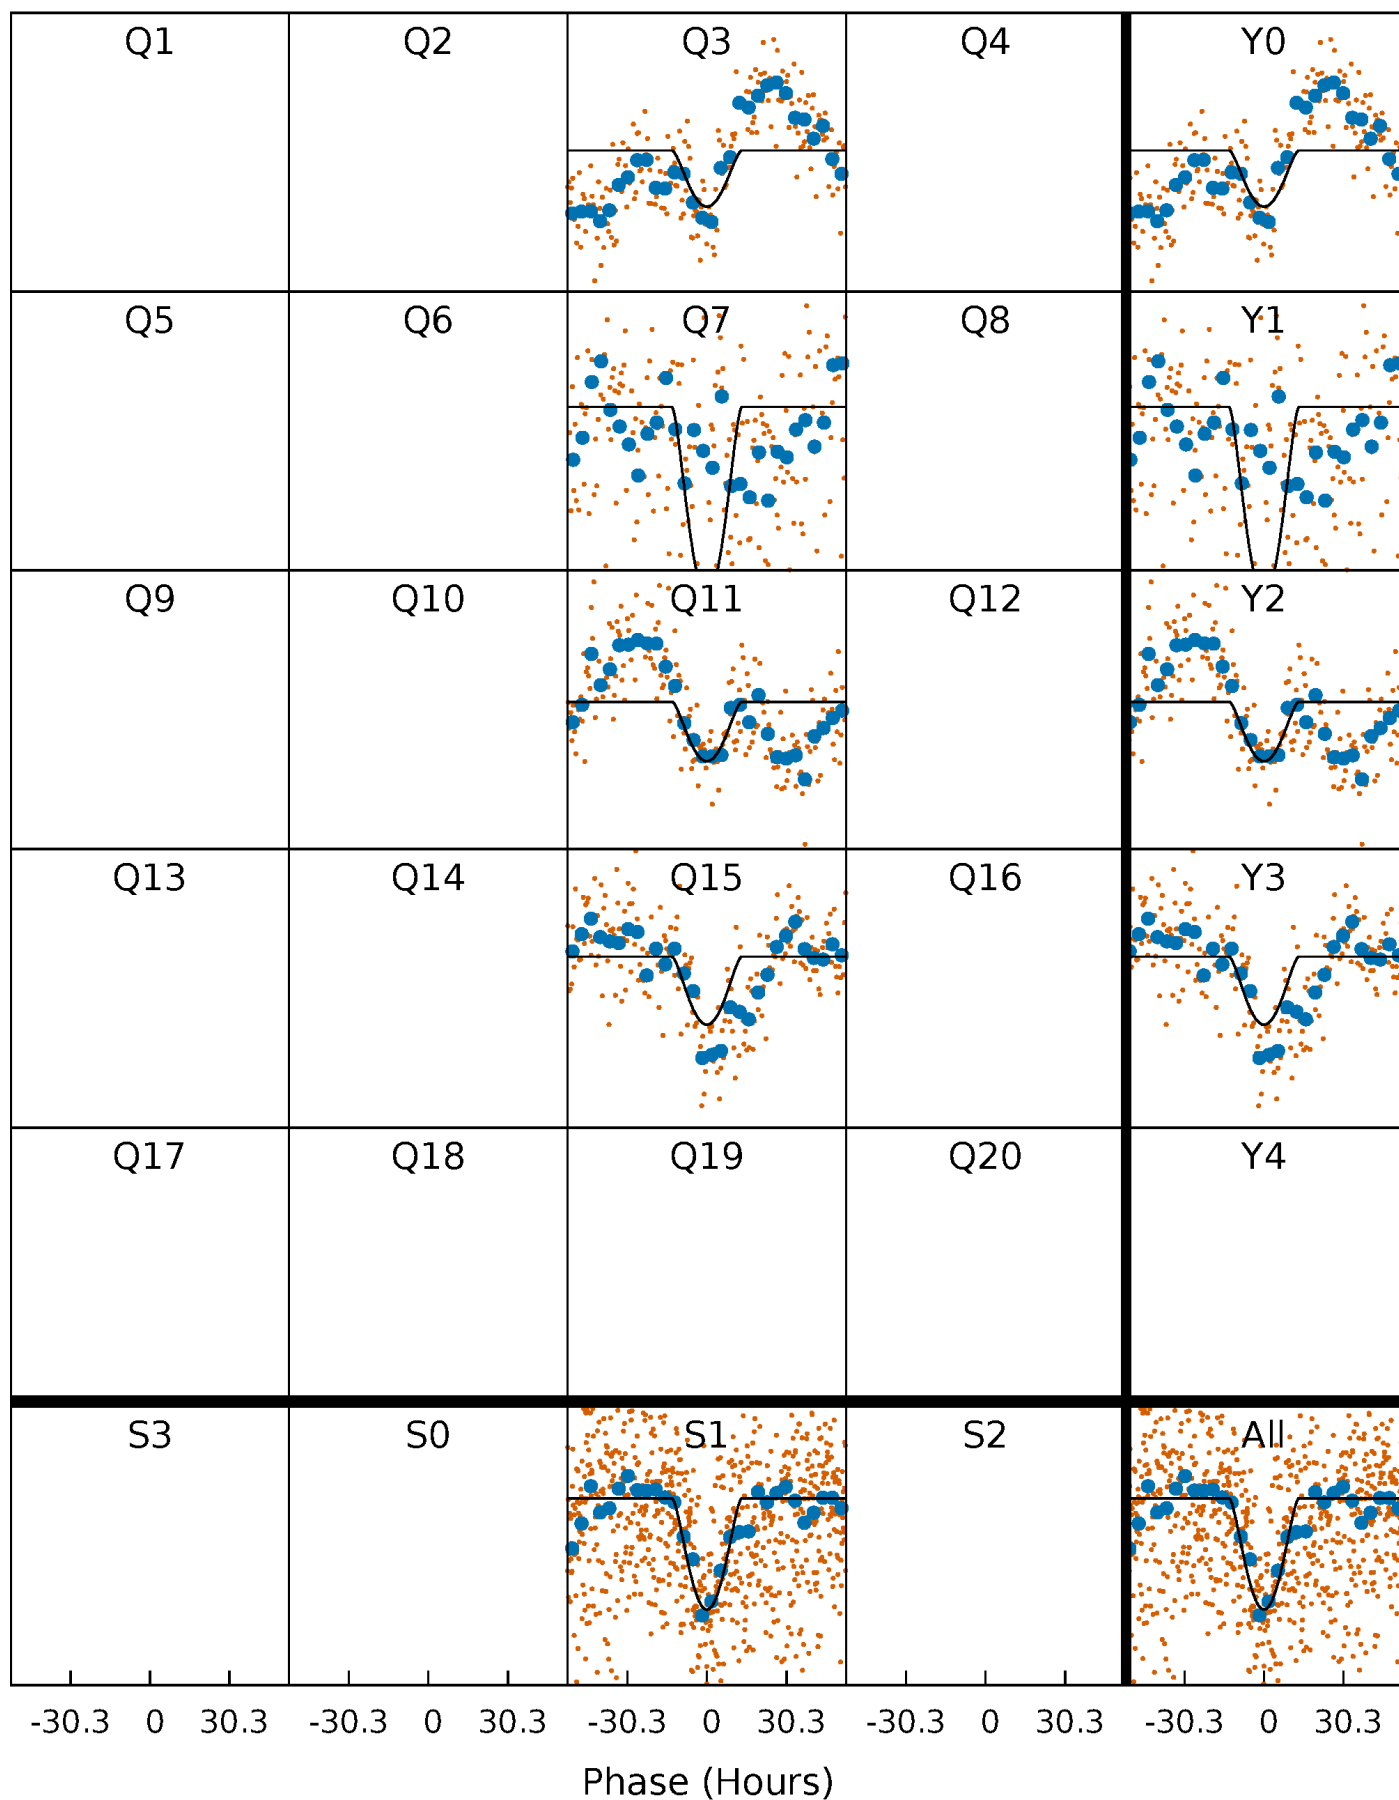 Q1 Q2 Q3 Q4 Y0
Q5 Q6 Q7 Q8 Y1
Q9 Q10 Q11 Q12 Y2
Q13 Q14 Q15 Q16 Y3
Q17 Q18 Q19 Q20 Y4
S3 S0 S1 S2 All
-30.3 0 30.3 -30.3 0 30.3 -30.3 0 30.3 -30.3 0 30.3 -30.3 0 30.3
Phase (Hours)